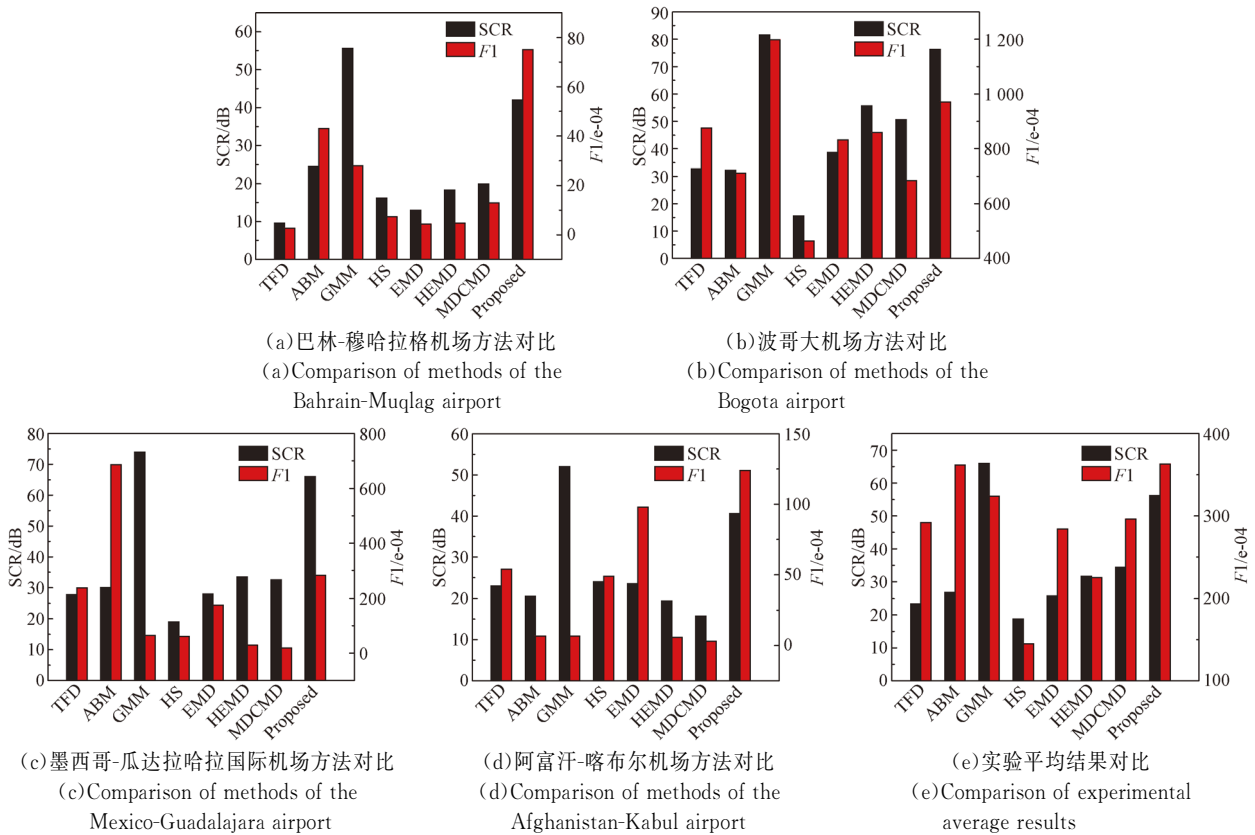 SCR
F1
SCR/dB
60
50
40
30
20
10
0
80
60
40
20
0
F1/e-04
TFD
ABM
GMM
HS
EMD
HEMD
MDCMD
Proposed
(a)巴林-穆哈拉格机场方法对比
(a)Comparison of methods of the
Bahrain-Muqlag airport
SCR
F1
SCR/dB
90
80
70
60
50
40
30
20
10
0
1 200
1 000
800
600
400
F1/e-04
TFD
ABM
GMM
HS
EMD
HEMD
MDCMD
Proposed
(b)波哥大机场方法对比
(b)Comparison of methods of the
Bogota airport
SCR
F1
SCR/dB
80
70
60
50
40
30
20
10
0
800
600
400
200
0
F1/e-04
TFD
ABM
GMM
HS
EMD
HEMD
MDCMD
Proposed
(c)墨西哥-瓜达拉哈拉国际机场方法对比
(c)Comparison of methods of the
Mexico-Guadalajara airport
SCR
F1
SCR/dB
60
50
40
30
20
10
0
150
100
50
0
F1/e-04
TFD
ABM
GMM
HS
EMD
HEMD
MDCMD
Proposed
(d)阿富汗-喀布尔机场方法对比
(d)Comparison of methods of the
Afghanistan-Kabul airport
SCR
F1
SCR/dB
70
60
50
40
30
20
10
0
400
300
200
100
F1/e-04
TFD
ABM
GMM
HS
EMD
HEMD
MDCMD
Proposed
(e)实验平均结果对比
(e)Comparison of experimental
average results